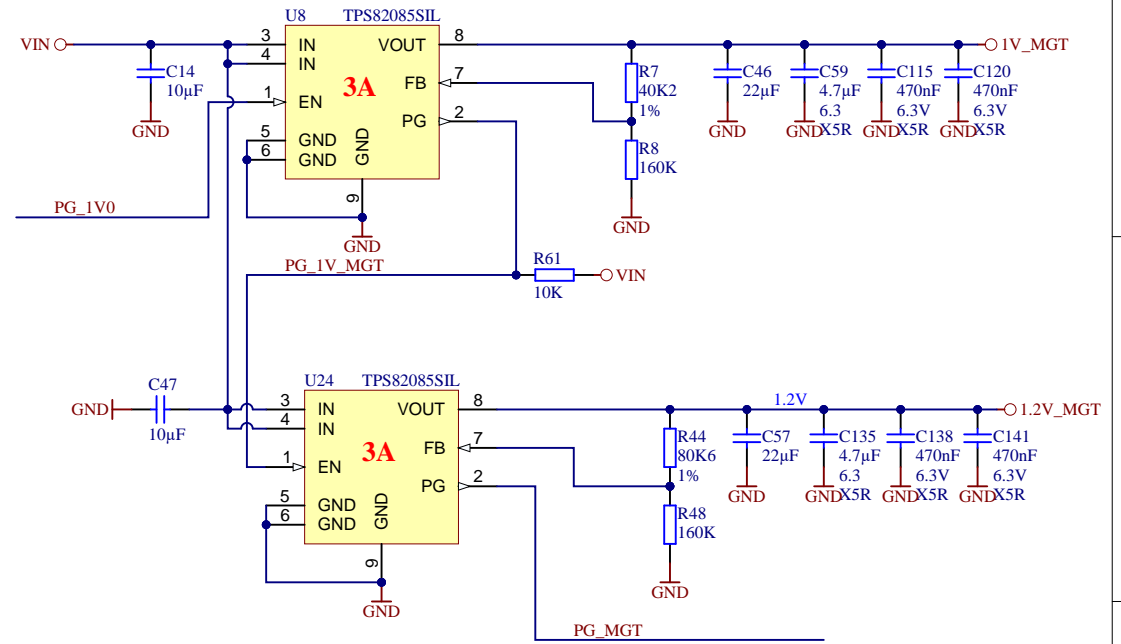 U8 TPS82085SIL
VIN
3 IN VOUT 8
4 IN
1 EN FB 7
3A
PG 2
5 GND
6 GND
GND
9
GND
C14
10µF
GND
PG_1V0
R7
40K2
1%
R8
160K
GND
1V_MGT
C46
22µF
GND
C59
4.7µF
6.3
X5R
GND
C115
470nF
6.3V
X5R
GND
C120
470nF
6.3V
X5R
GND
PG_1V_MGT
R61
10K
VIN
U24 TPS82085SIL
C47
GND
10µF
3 IN VOUT 8
4 IN
1 EN FB 7
3A
PG 2
5 GND
6 GND
GND
9
GND
1.2V
1.2V_MGT
R44
80K6
1%
R48
160K
GND
C57
22µF
GND
C135
4.7µF
6.3
X5R
GND
C138
470nF
6.3V
X5R
GND
C141
470nF
6.3V
X5R
GND
PG_MGT